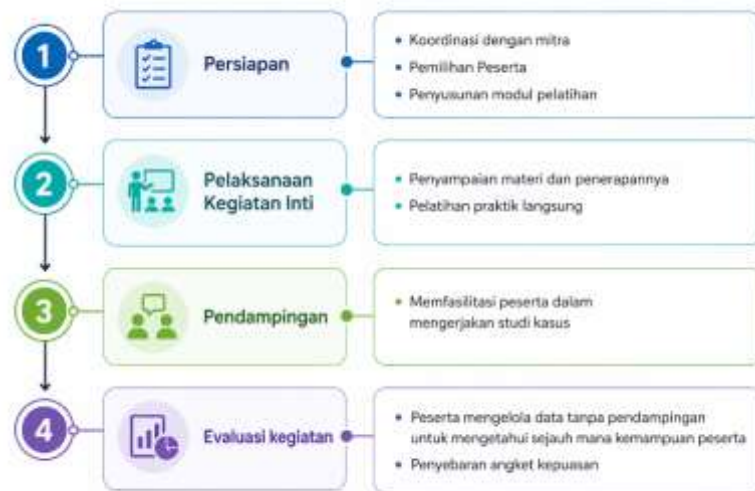 1
Persiapan
• Koordinasi dengan mitra
• Pemilihan Peserta
• Penyusunan modul pelatihan
2
Pelaksanaan
Kegiatan Inti
• Penyampaian materi dan penerapannya
• Pelatihan praktik langsung
3
Pendampingan
• Memfasilitasi peserta dalam
mengerjakan studi kasus
4
Evaluasi kegiatan
• Peserta mengelola data tanpa pendampingan
untuk mengetahui sejauh mana kemampuan peserta
• Penyebaran angket kepuasan